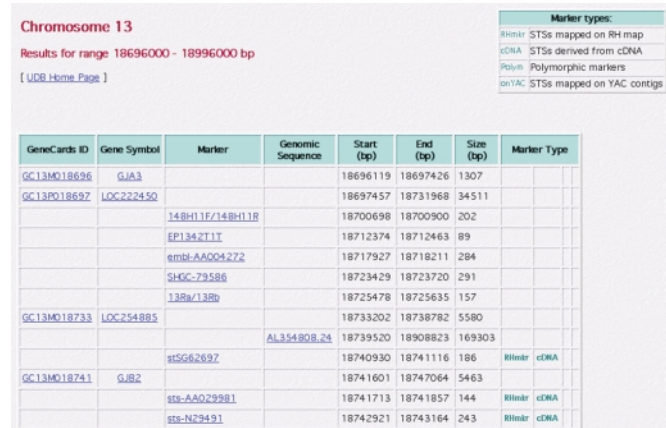 Chromosome 13
Results for range 18696000 - 18996000 bp
[ UDB Home Page ]
Marker types:
RHmkr STSs mapped on RH map
cDNA STSs derived from cDNA
Polym Polymorphic markers
onYAC STSs mapped on YAC contigs
GeneCards ID Gene Symbol Marker Genomic Sequence Start (bp) End (bp) Size (bp) Marker Type
GC13M018696 GJA3 18696119 18697426 1307
GC13P018697 LOC222450 18697457 18731968 34511
148H11F/148H11R 18700698 18700900 202
EP1342T1T 18712374 18712463 89
embl-AA004272 18717927 18718211 284
SHGC-79586 18723429 18723720 291
13Ra/13Rb 18725478 18725635 157
GC13M018733 LOC254885 18733202 18738782 5580
AL354808.24 18739520 18908823 169303
stSG62697 18740930 18741116 186 RHmkr cDNA
GC13M018741 GJB2 18741601 18747064 5463
sts-AA029981 18741713 18741857 144 RHmkr cDNA
sts-N29491 18742921 18743164 243 RHmkr cDNA